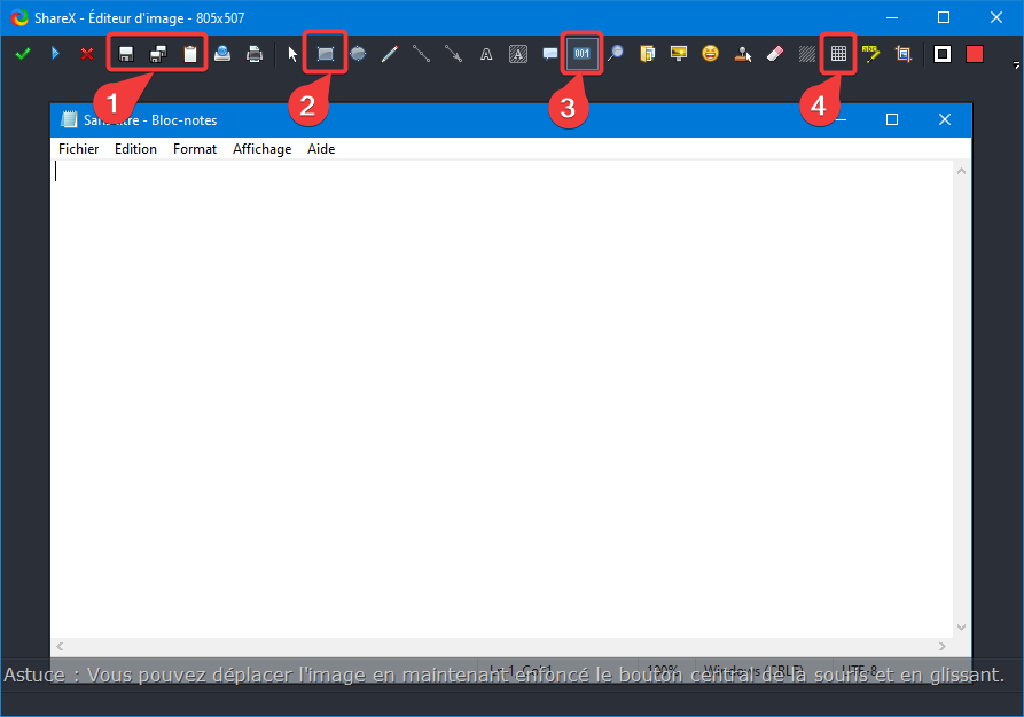 ShareX - Éditeur d'image - 805x507
001
1
2
3
4
Sans titre - Bloc-notes
Fichier Edition Format Affichage Aide
Ln 1, Col 1 100% Windows (CRLF) UTF-8
Astuce : Vous pouvez déplacer l'image en maintenant enfoncé le bouton central de la souris et en glissant.